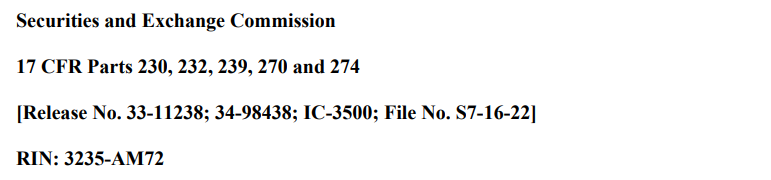 Securities and Exchange Commission
17 CFR Parts 230, 232, 239, 270 and 274
[Release No. 33-11238; 34-98438; IC-3500; File No. S7-16-22]
RIN: 3235-AM72